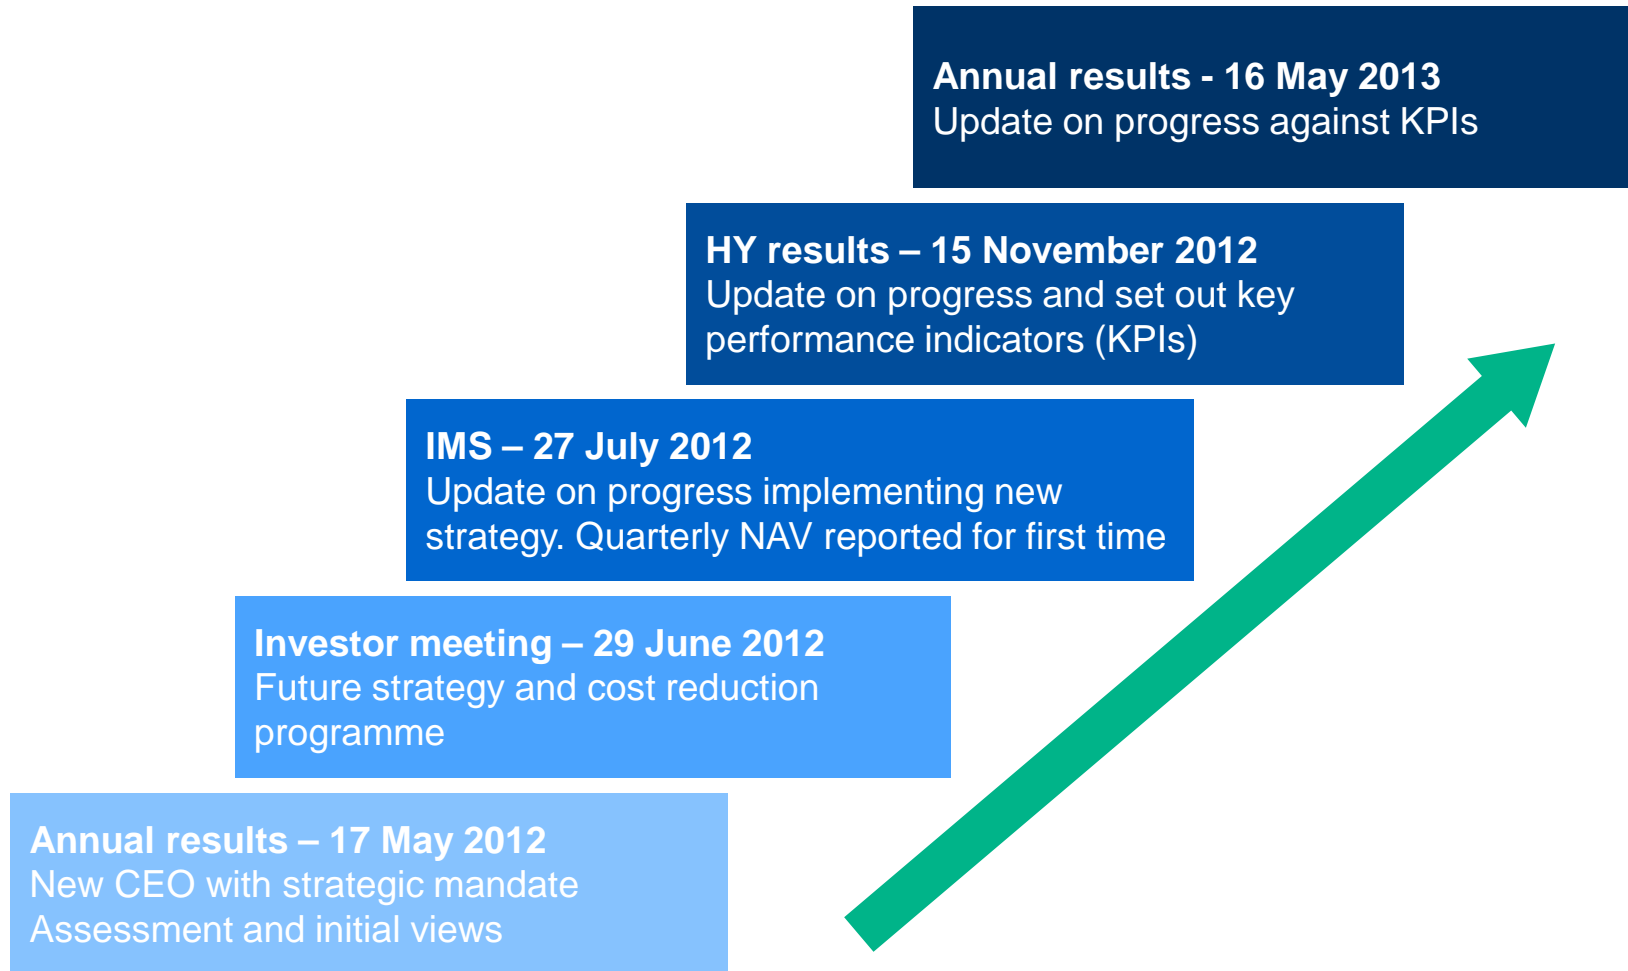 Annual results - 16 May 2013
Update on progress against KPIs
HY results – 15 November 2012
Update on progress and set out key
performance indicators (KPIs)
IMS – 27 July 2012
Update on progress implementing new
strategy. Quarterly NAV reported for first time
Investor meeting – 29 June 2012
Future strategy and cost reduction
programme
Annual results – 17 May 2012
New CEO with strategic mandate
Assessment and initial views